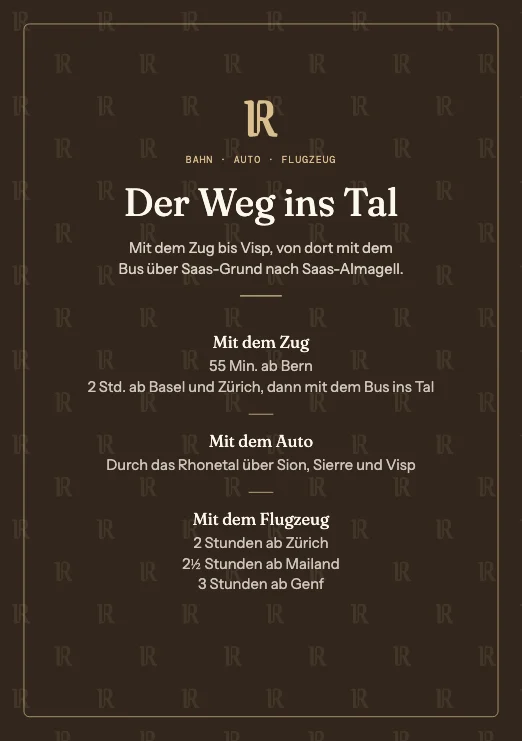 R
BAHN · AUTO · FLUGZEUG
Der Weg ins Tal
Mit dem Zug bis Visp, von dort mit dem
Bus über Saas-Grund nach Saas-Almagell.
Mit dem Zug
55 Min. ab Bern
2 Std. ab Basel und Zürich, dann mit dem Bus ins Tal
Mit dem Auto
Durch das Rhonetal über Sion, Sierre und Visp
Mit dem Flugzeug
2 Stunden ab Zürich
2½ Stunden ab Mailand
3 Stunden ab Genf